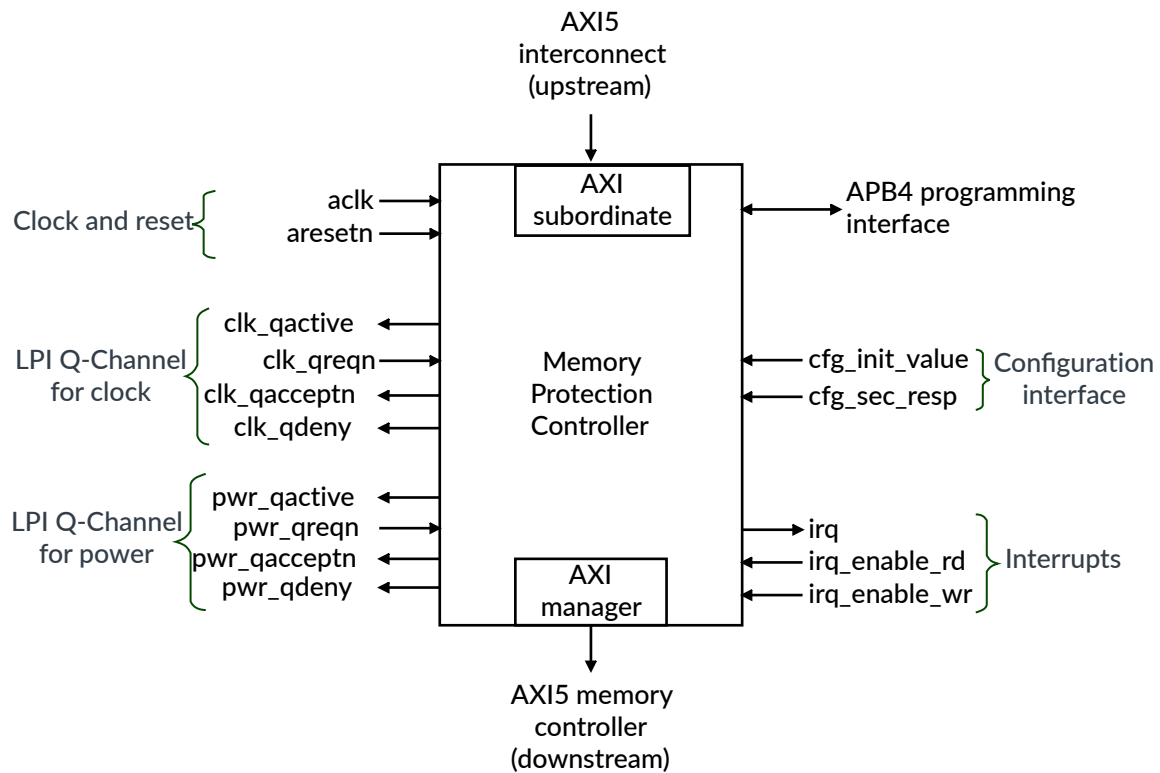 AXI5
interconnect
(upstream)
AXI
subordinate
Clock and reset
aclk
aresetn
APB4 programming
interface
LPI Q-Channel
for clock
clk_qactive
clk_qreqn
clk_qacceptn
clk_qdeny
Memory
Protection
Controller
cfg_init_value
cfg_sec_resp
Configuration
interface
LPI Q-Channel
for power
pwr_qactive
pwr_qreqn
pwr_qacceptn
pwr_qdeny
irq
irq_enable_rd
irq_enable_wr
Interrupts
AXI
manager
AXI5 memory
controller
(downstream)